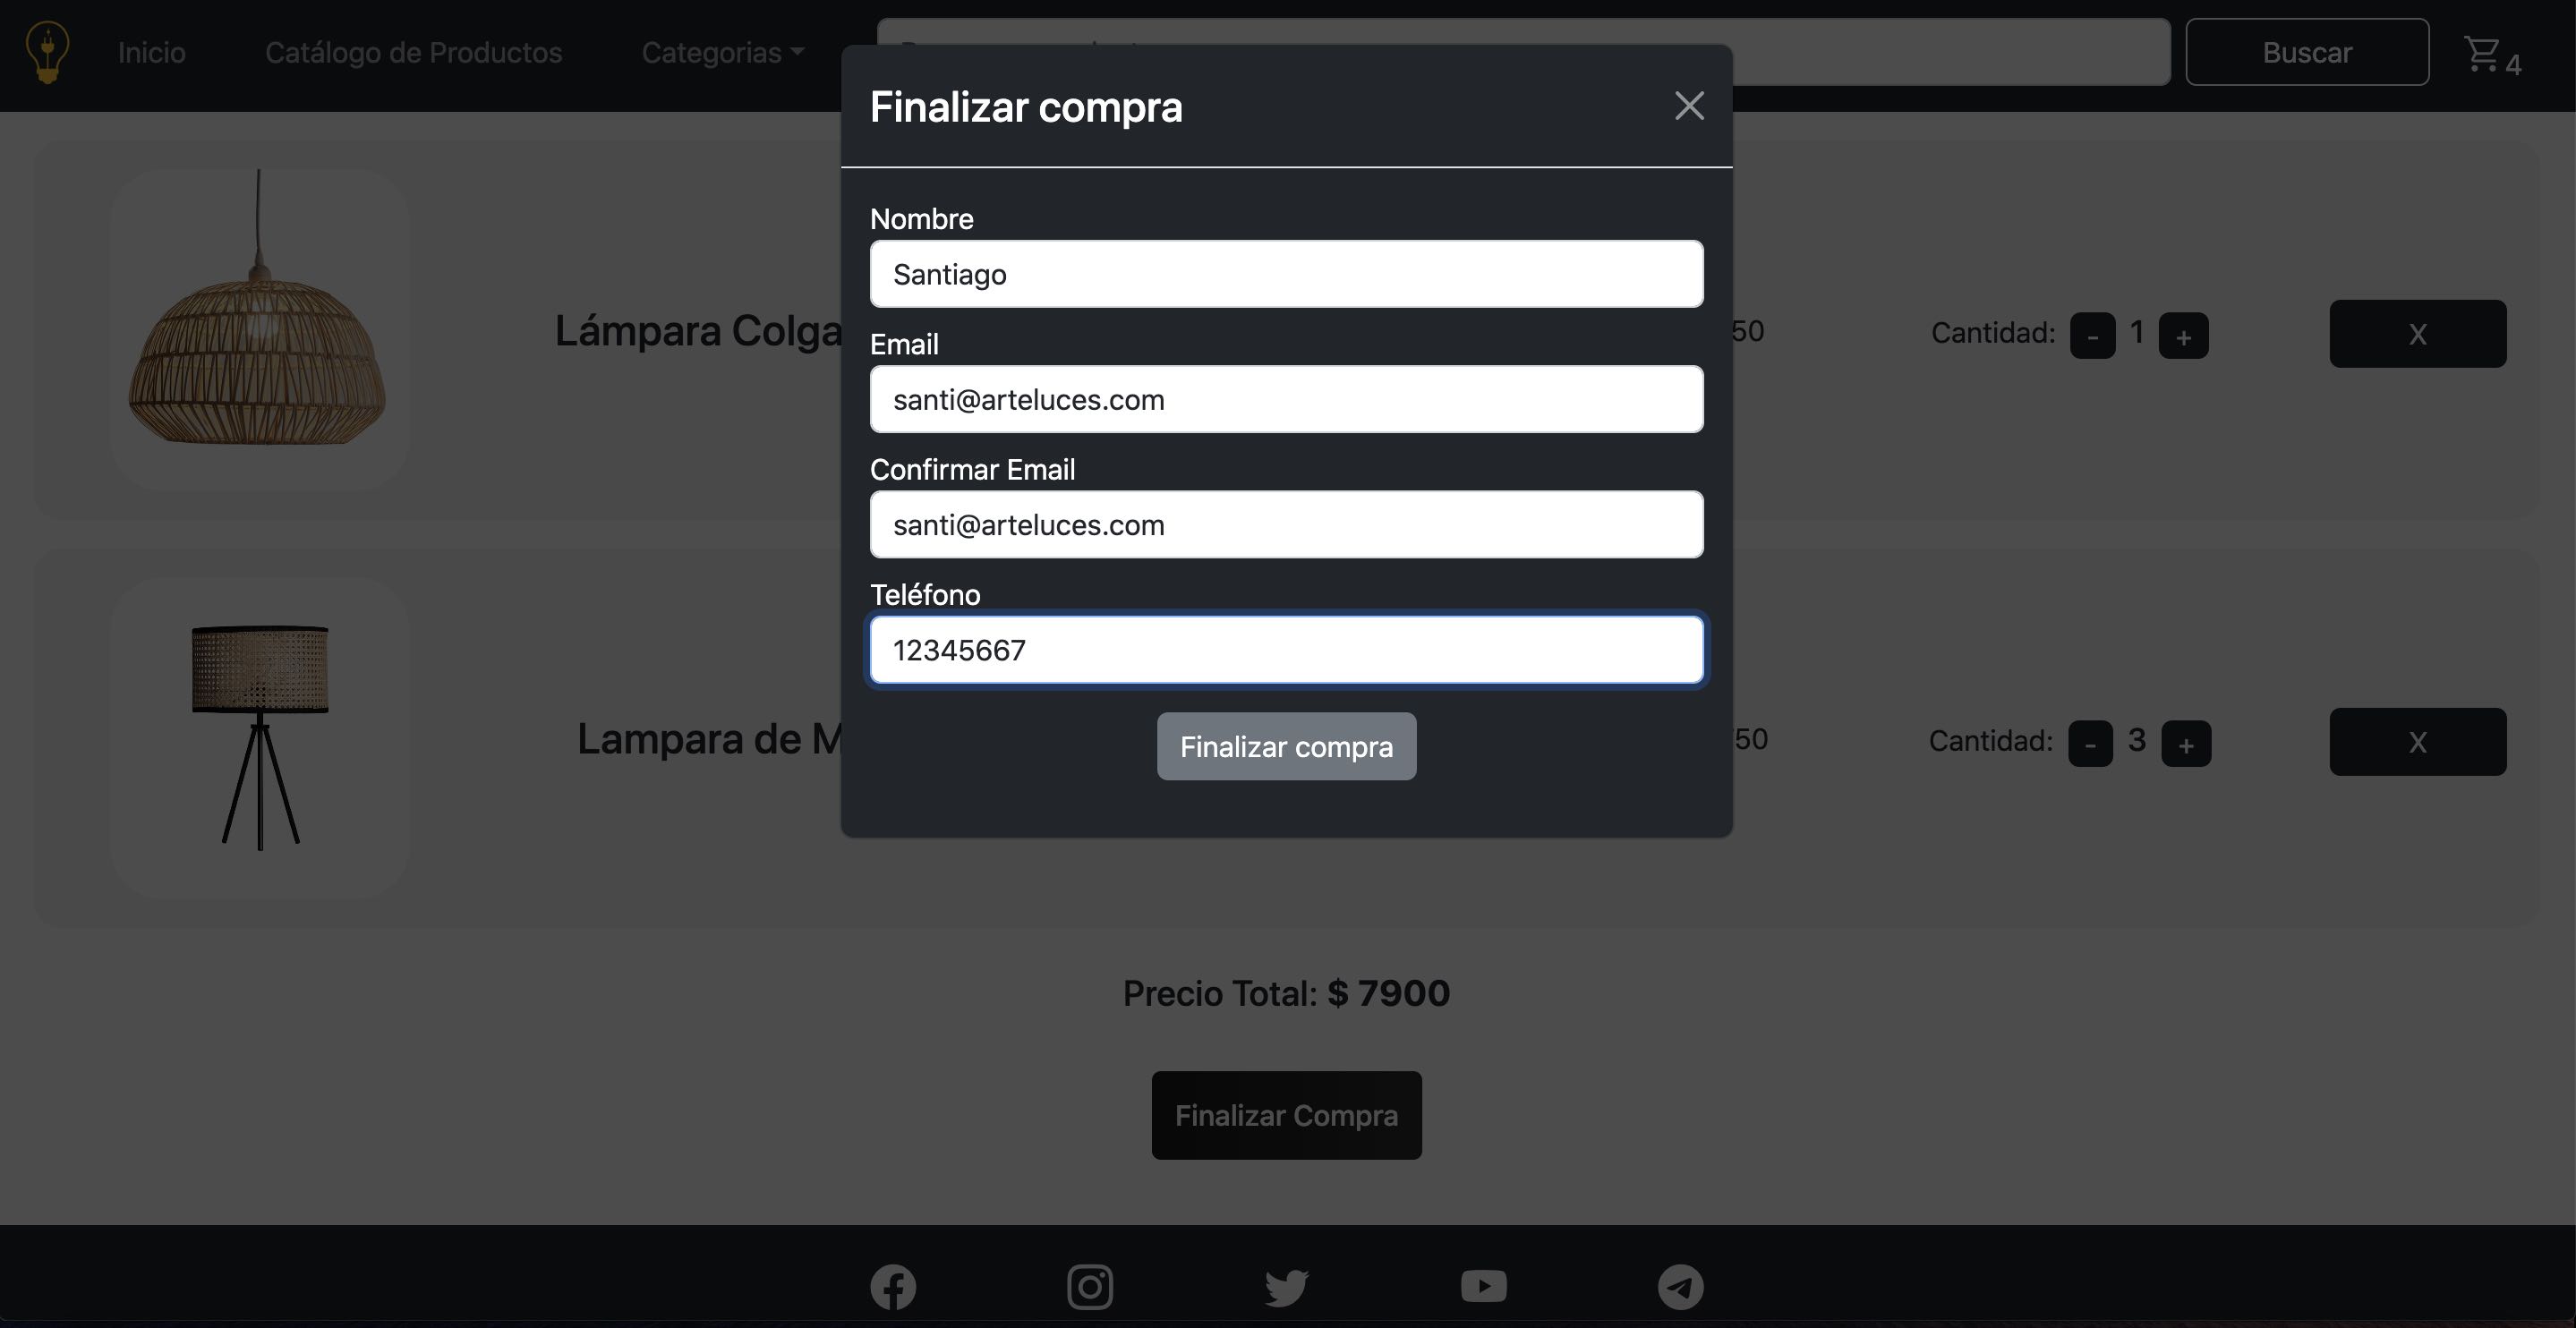 Inicio
Catálogo de Productos
Categorias
Buscar
4
Finalizar compra
Nombre
Santiago
Email
santi@arteluces.com
Confirmar Email
santi@arteluces.com
Teléfono
12345667
Finalizar compra
Lámpara
50
Cantidad: - 1 + X
Lampara de
50
Cantidad: - 3 + X
Precio Total: $ 7900
Finalizar Compra